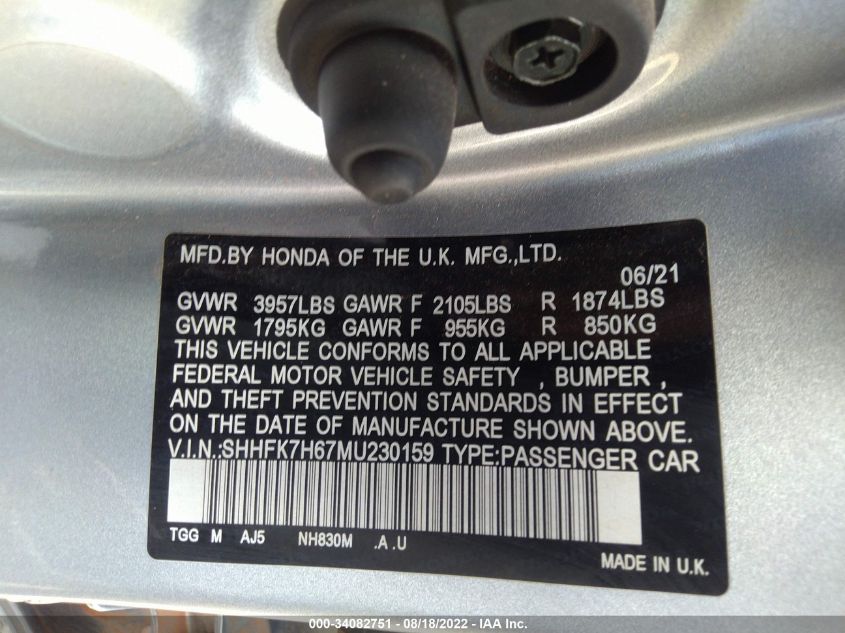 MFD.BY HONDA OF THE U.K. MFG.,LTD.
06/21
GVWR 3957LBS GAWR F 2105LBS R 1874LBS
GVWR 1795KG GAWR F 955KG R 850KG
THIS VEHICLE CONFORMS TO ALL APPLICABLE
FEDERAL MOTOR VEHICLE SAFETY , BUMPER ,
AND THEFT PREVENTION STANDARDS IN EFFECT
ON THE DATE OF MANUFACTURE SHOWN ABOVE.
V.I.N.:SHHFK7H67MU230159 TYPE:PASSENGER CAR
TGG M AJ5 NH830M .A .U
MADE IN U.K.
000-34082751 - 08/18/2022 - IAA Inc.